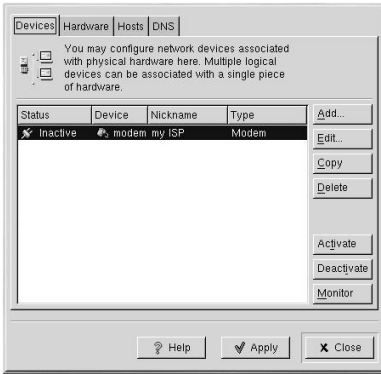 Devices Hardware Hosts DNS
You may configure network devices associated
with physical hardware here. Multiple logical
devices can be associated with a single piece
of hardware.
Status Device Nickname Type
Inactive modem my ISP Modem
Add...
Edit...
Copy
Delete
Activate
Deactivate
Monitor
Help Apply Close